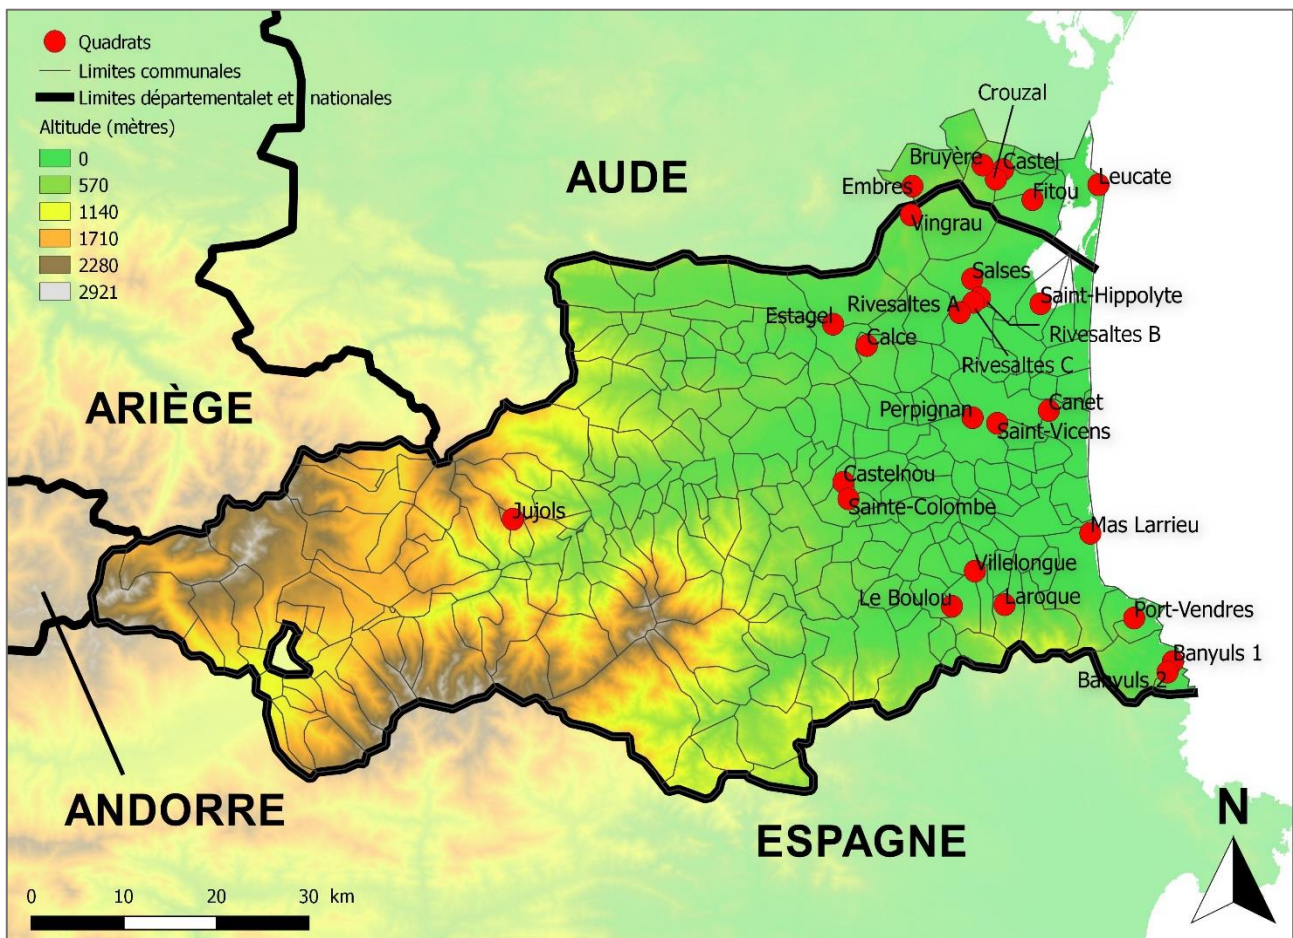 Quadrats
Limites communales
Limites départementalet et nationales
Altitude (mètres)
0
570
1140
1710
2280
2921
Crouzal
Bruyère
Castel
AUDE
Embres
Leucate
Fitou
Vingrau
Salses
Rivesaltes A
Saint-Hippolyte
Estagel
Rivesaltes B
Calce
Rivesaltes C
ARIÈGE
Perpignan
Canet
Saint-Vicens
Castelnou
Sainte-Colombe
Jujols
Mas Larrieu
Villelongue
Le Boulou
Laroque
Port-Vendres
Banyuls 1
Banyuls 2
ANDORRE
ESPAGNE
N
0 10 20 30 km